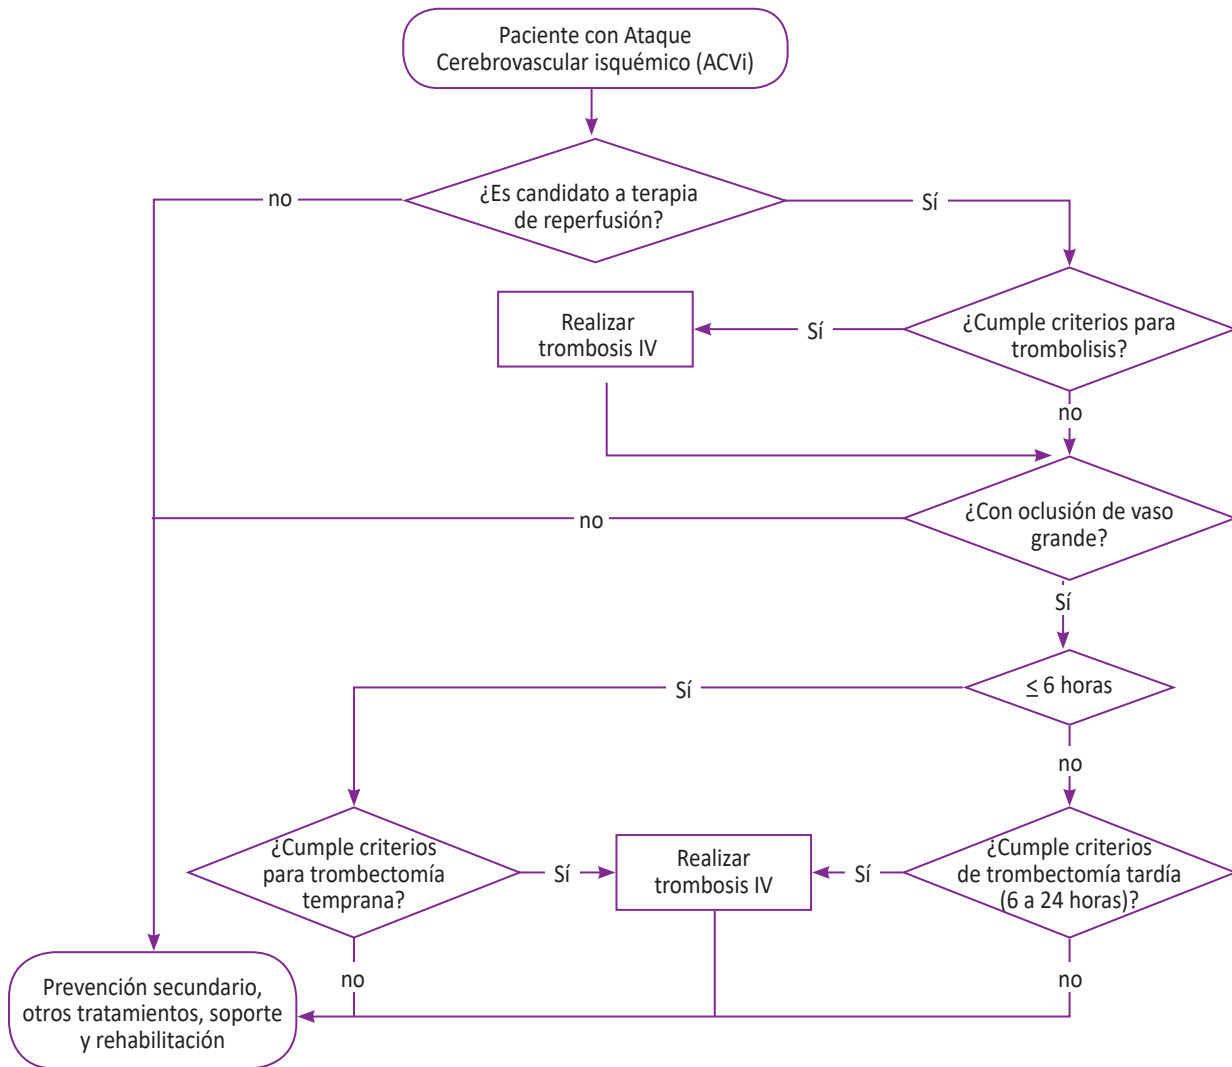 Paciente con Ataque
Cerebrovascular isquémico (ACVi)
¿Es candidato a terapia
de reperfusión?
no
Sí
¿Cumple criterios para
trombolisis?
Sí
Realizar
trombosis IV
no
¿Con oclusión de vaso
grande?
no
Sí
≤ 6 horas
Sí
no
¿Cumple criterios
para trombectomía
temprana?
Sí
Realizar
trombosis IV
Sí
¿Cumple criterios
de trombectomía tardía
(6 a 24 horas)?
no
no
Prevención secundario,
otros tratamientos, soporte
y rehabilitación